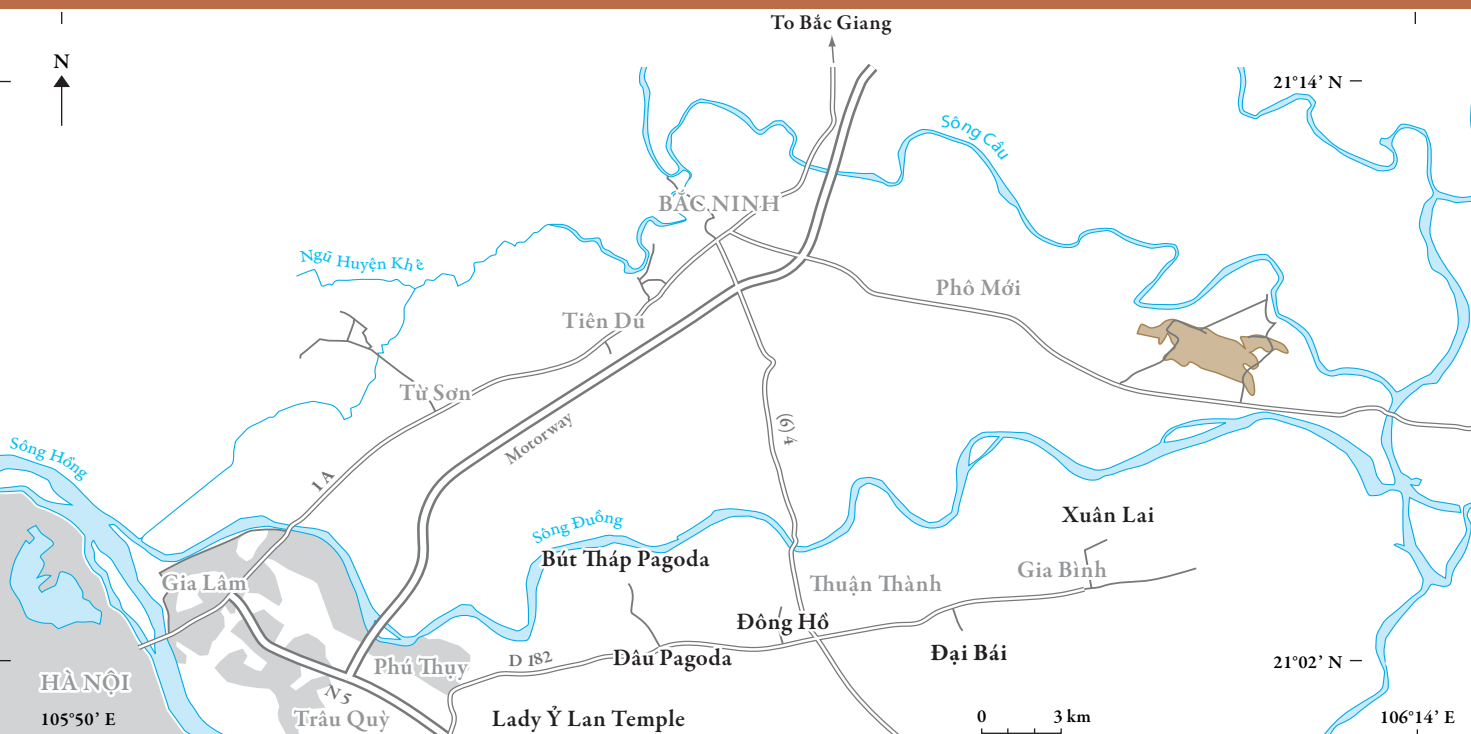 To Bắc Giang
N
21°14’ N
Sông Cầu
BẮC NINH
Ngũ Huyện Khê
Phô Mới
Tiên Du
Từ Sơn
Motorway
(6) 4
Sông Hồng
1 A
Xuân Lai
Sông Đuồng
Bút Tháp Pagoda
Gia Lâm
Thuận Thành
Gia Bình
Đông Hồ
Đại Bái
Dâu Pagoda
D 182
Phú Thụy
21°02’ N
HÀ NỘI
N 5
105°50’ E
Trâu Quỳ
Lady Ỷ Lan Temple
0 3 km
106°14’ E